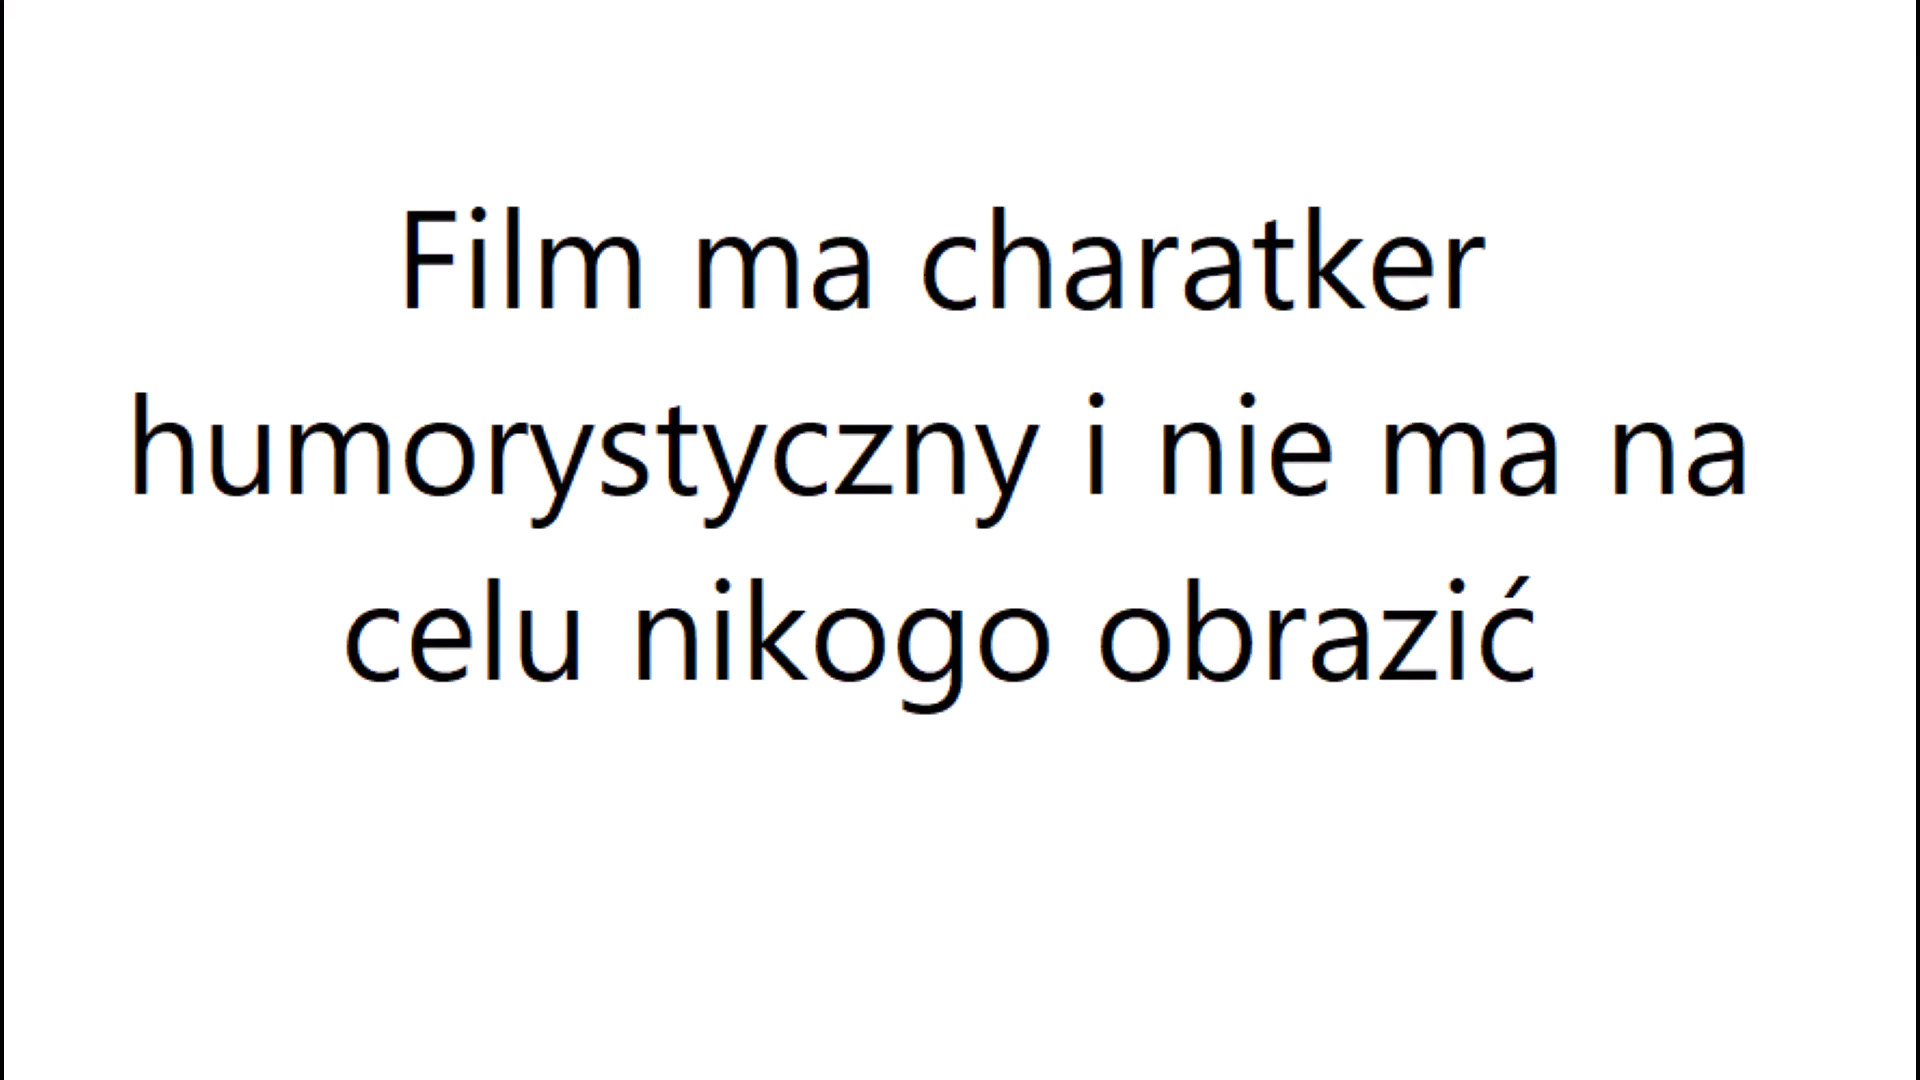 Film ma charatker
humorystyczny i nie ma na
celu nikogo obrazić